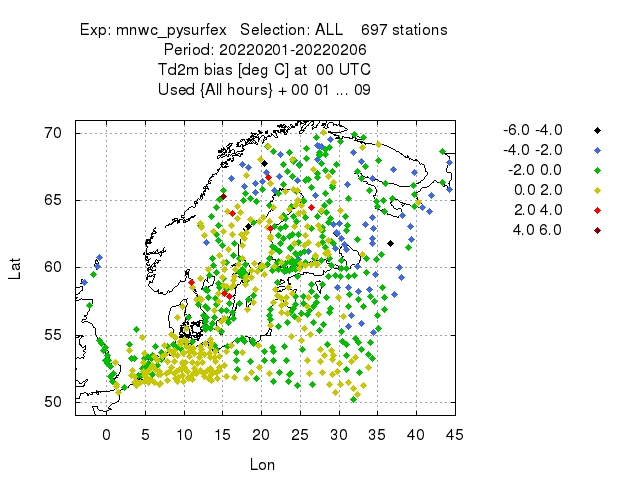 Exp: mnwc_pysurfex   Selection: ALL    697 stations
Period: 20220201-20220206
Td2m bias [deg C] at  00 UTC
Used {All hours} + 00 01 ... 09
70
65
60
55
50
Lat
0 5 10 15 20 25 30 35 40 45
Lon
-6.0 -4.0
-4.0 -2.0
-2.0 0.0
0.0 2.0
2.0 4.0
4.0 6.0